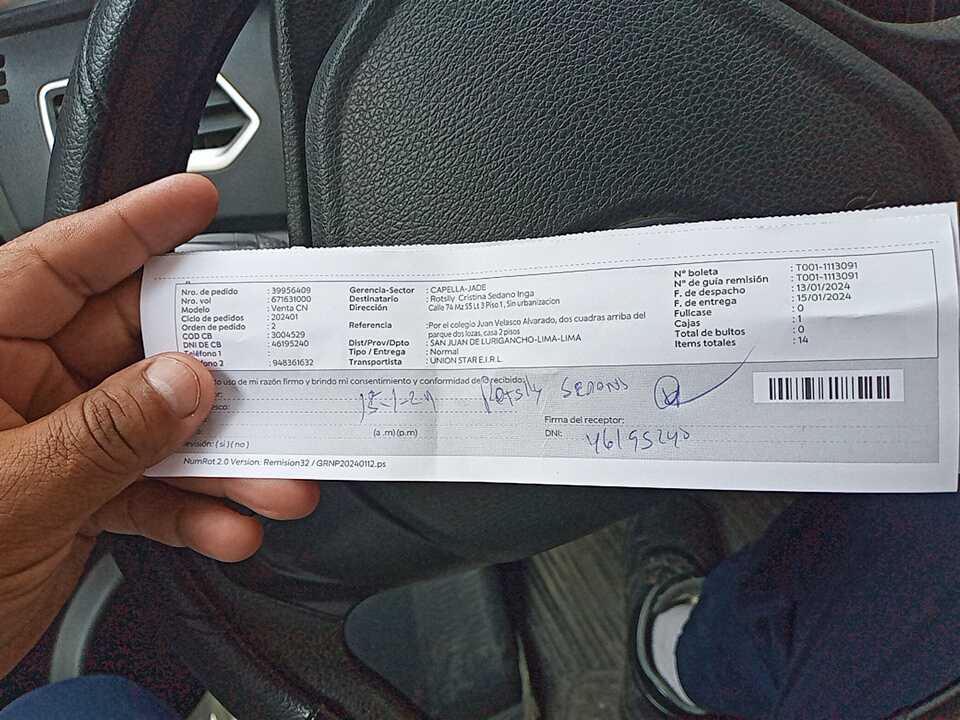 Nro. de pedido : 39956409
Nro. vol : 671631000
Modelo : Venta CN
Ciclo de pedidos : 202401
Orden de pedido : 2
COD CB : 3004529
DNI DE CB : 46195240
Teléfono 1 :
fono 2 : 948361632
Gerencia-Sector : CAPELLA-JADE
Destinatario : Rotslly Cristina Sedano Inga
Dirección : Calle 74 Mz S5 Lt 3 Piso 1, Sin urbanizacion
Referencia : Por el colegio Juan Velasco Alvarado, dos cuadras arriba del
parque dos lozas, casa 2 pisos
Dist/Prov/Dpto : SAN JUAN DE LURIGANCHO-LIMA-LIMA
Tipo / Entrega : Normal
Transportista : UNION STAR E.I.R.L
N° boleta : T001-1113091
N° de guía remisión : T001-1113091
F. de despacho : 13/01/2024
F. de entrega : 15/01/2024
Fullcase : 0
Cajas : 1
Total de bultos : 0
Items totales : 14
do uso de mi razón firmo y brindo mi consentimiento y conformidad de recibido:
15-1-24 Rotslly Sedano
(a .m) (p.m)
visión: ( si ) ( no )
Firma del receptor:
DNI: 46195240
NumRot 2.0 Version: Remision32 / GRNP20240112.ps